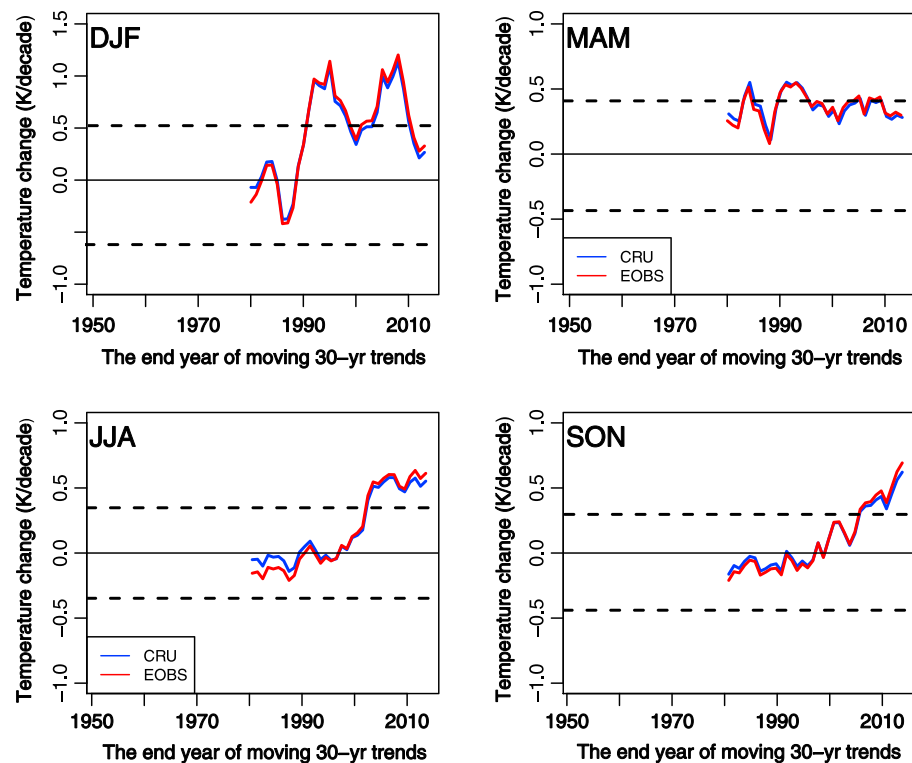 DJF
Temperature change (K/decade)
1.5
1.0
0.5
0.0
−1.0
1950
1970
1990
2010
The end year of moving 30−yr trends
MAM
Temperature change (K/decade)
1.0
0.5
0.0
−0.5
−1.0
CRU
EOBS
1950
1970
1990
2010
The end year of moving 30−yr trends
JJA
Temperature change (K/decade)
1.0
0.5
0.0
−0.5
−1.0
CRU
EOBS
1950
1970
1990
2010
The end year of moving 30−yr trends
SON
Temperature change (K/decade)
1.0
0.5
0.0
−0.5
−1.0
1950
1970
1990
2010
The end year of moving 30−yr trends